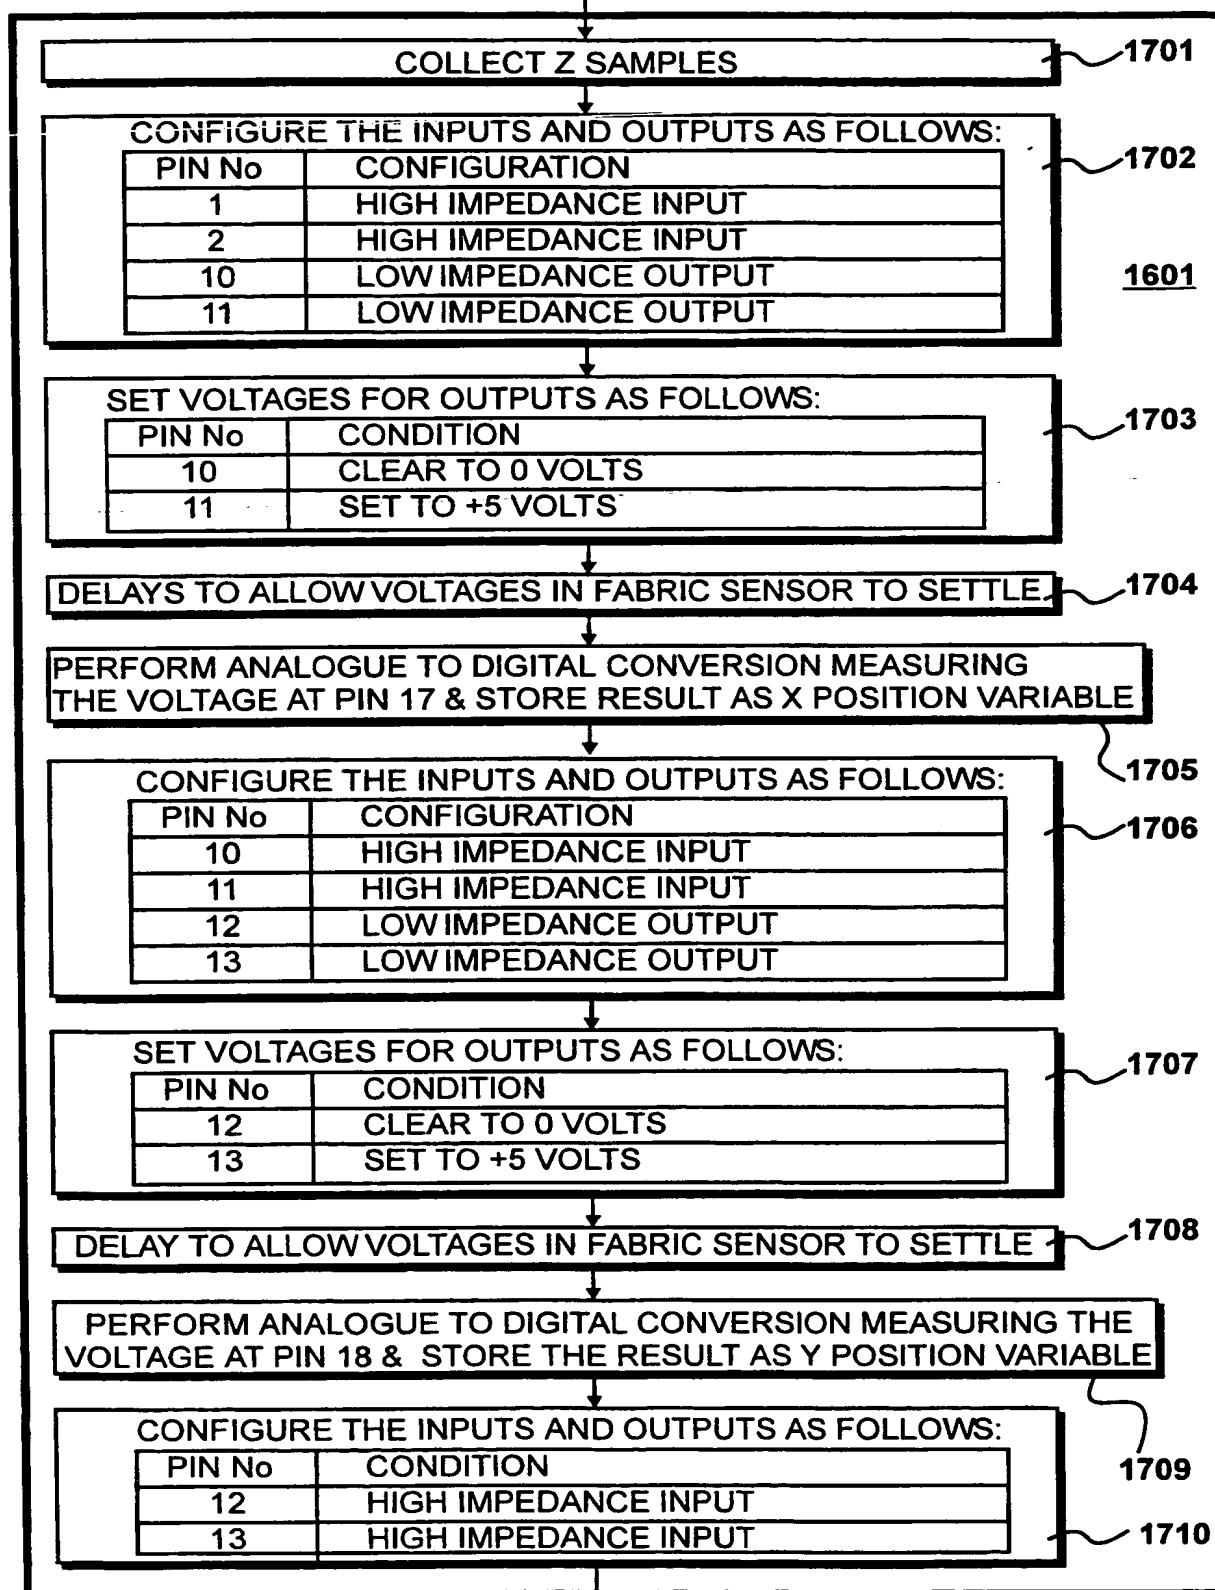 COLLECT Z SAMPLES
1701
CONFIGURE THE INPUTS AND OUTPUTS AS FOLLOWS:
1702
PIN No CONFIGURATION
1 HIGH IMPEDANCE INPUT
2 HIGH IMPEDANCE INPUT
10 LOW IMPEDANCE OUTPUT
11 LOW IMPEDANCE OUTPUT
1601
SET VOLTAGES FOR OUTPUTS AS FOLLOWS:
1703
PIN No CONDITION
10 CLEAR TO 0 VOLTS
11 SET TO +5 VOLTS
DELAYS TO ALLOW VOLTAGES IN FABRIC SENSOR TO SETTLE
1704
PERFORM ANALOGUE TO DIGITAL CONVERSION MEASURING
THE VOLTAGE AT PIN 17 & STORE RESULT AS X POSITION VARIABLE
1705
CONFIGURE THE INPUTS AND OUTPUTS AS FOLLOWS:
1706
PIN No CONFIGURATION
10 HIGH IMPEDANCE INPUT
11 HIGH IMPEDANCE INPUT
12 LOW IMPEDANCE OUTPUT
13 LOW IMPEDANCE OUTPUT
SET VOLTAGES FOR OUTPUTS AS FOLLOWS:
1707
PIN No CONDITION
12 CLEAR TO 0 VOLTS
13 SET TO +5 VOLTS
DELAY TO ALLOW VOLTAGES IN FABRIC SENSOR TO SETTLE
1708
PERFORM ANALOGUE TO DIGITAL CONVERSION MEASURING THE
VOLTAGE AT PIN 18 & STORE THE RESULT AS Y POSITION VARIABLE
1709
CONFIGURE THE INPUTS AND OUTPUTS AS FOLLOWS:
PIN No CONDITION
12 HIGH IMPEDANCE INPUT
13 HIGH IMPEDANCE INPUT
1710